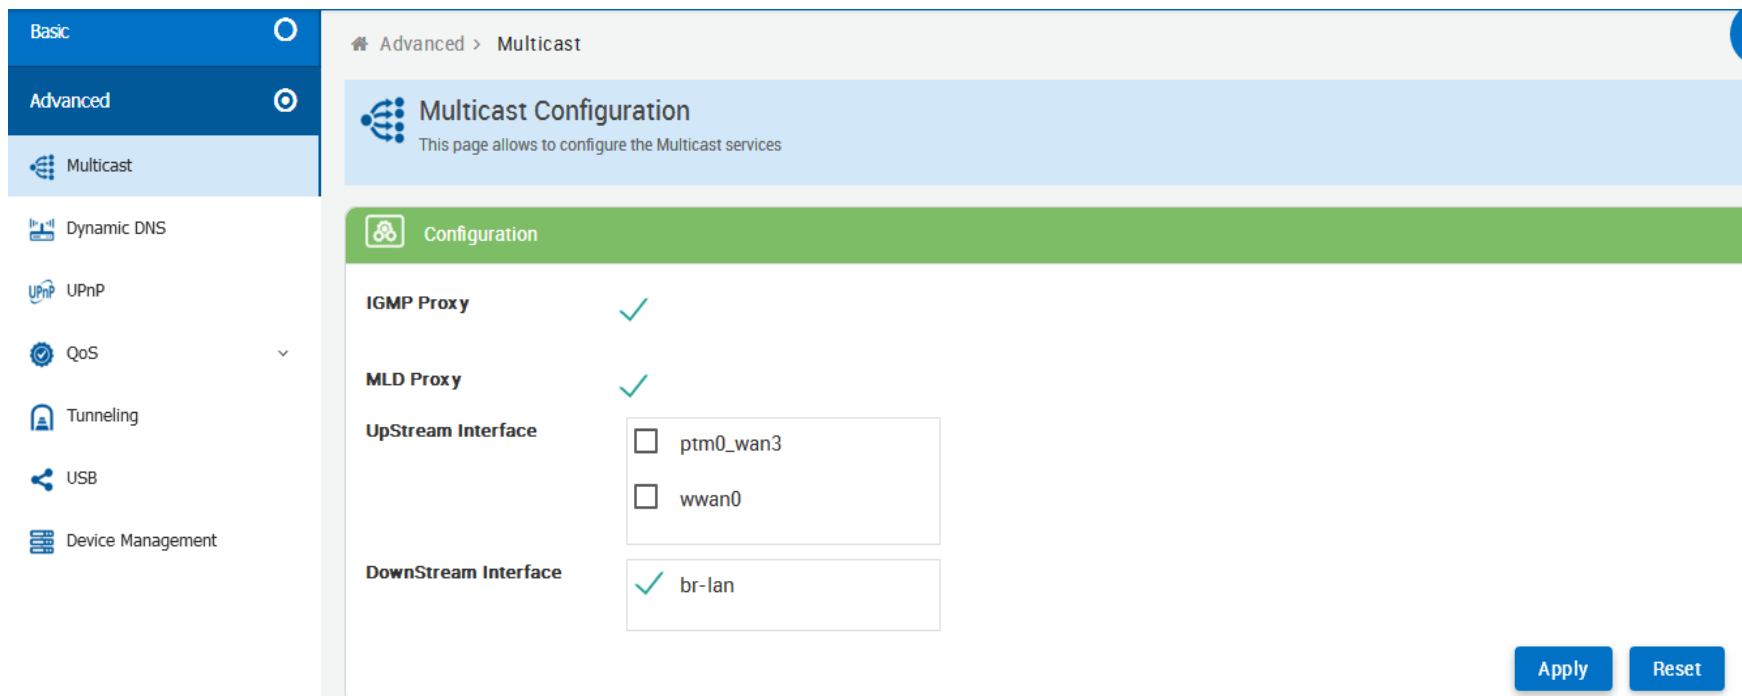 Basic
Advanced
Multicast
Dynamic DNS
UPnP UPnP
QoS
Tunneling
USB
Device Management
Advanced > Multicast
Multicast Configuration
This page allows to configure the Multicast services
Configuration
IGMP Proxy
MLD Proxy
UpStream Interface
ptm0_wan3
wwan0
DownStream Interface
br-lan
Apply Reset